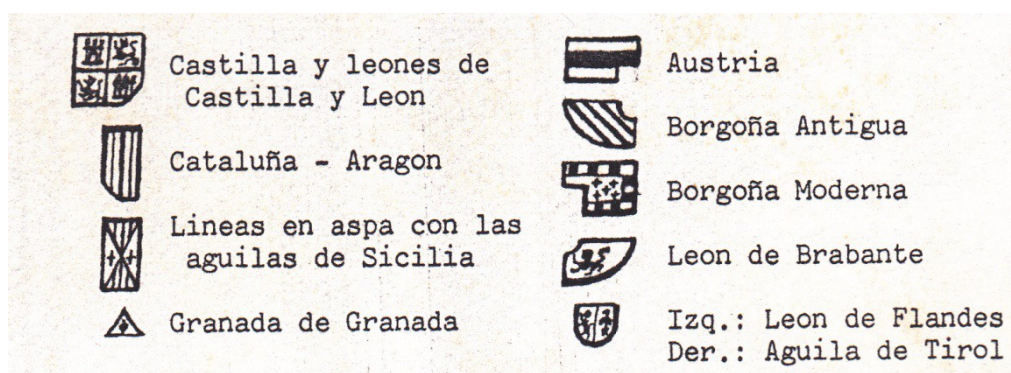 Castilla y leones de
Castilla y Leon
Cataluña - Aragon
Lineas en aspa con las
aguilas de Sicilia
Granada de Granada
Austria
Borgoña Antigua
Borgoña Moderna
Leon de Brabante
Izq.: Leon de Flandes
Der.: Aguila de Tirol